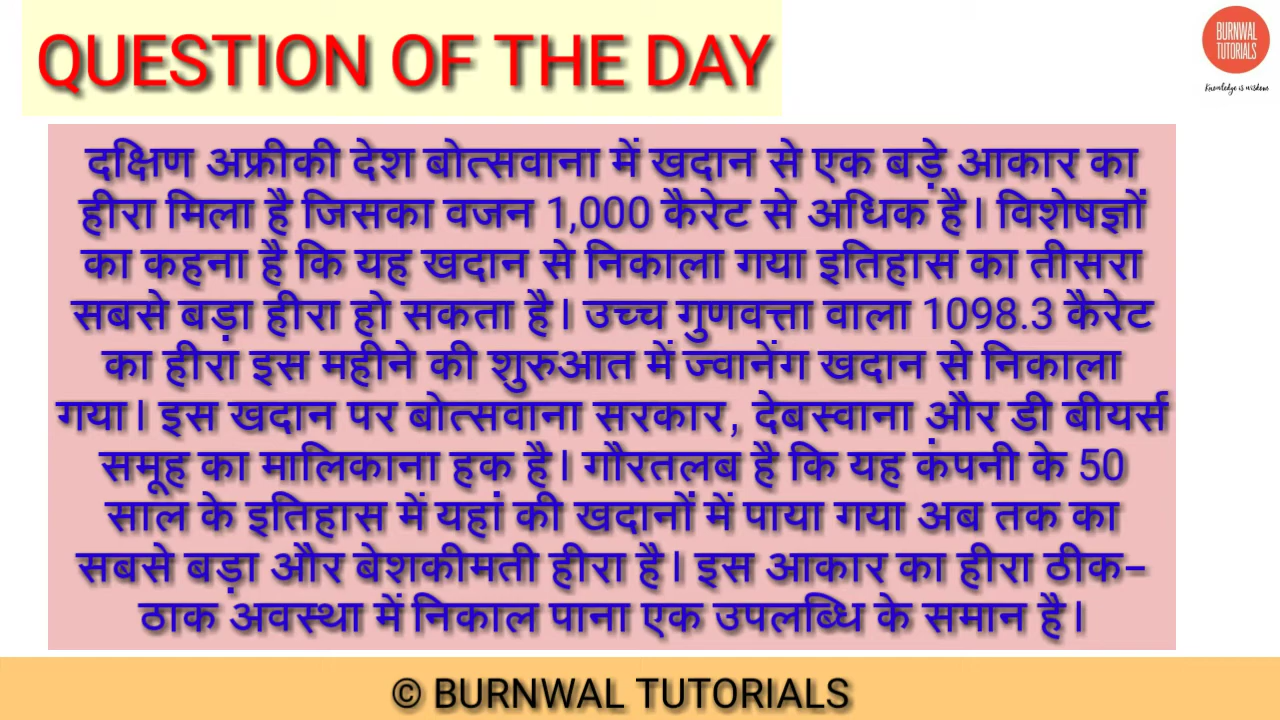 QUESTION OF THE DAY
BURNWAL
TUTORIALS
Knowledge is wisdom
दक्षिण अफ्रीकी देश बोत्सवाना में खदान से एक बड़े आकार का
हीरा मिला है जिसका वजन 1,000 कैरेट से अधिक है। विशेषज्ञों
का कहना है कि यह खदान से निकाला गया इतिहास का तीसरा
सबसे बड़ा हीरा हो सकता है। उच्च गुणवत्ता वाला 1098.3 कैरेट
का हीरा इस महीने की शुरुआत में ज्वानेंग खदान से निकाला
गया। इस खदान पर बोत्सवाना सरकार, देबस्वाना और डी बीयर्स
समूह का मालिकाना हक है। गौरतलब है कि यह कंपनी के 50
साल के इतिहास में यहां की खदानों में पाया गया अब तक का
सबसे बड़ा और बेशकीमती हीरा है। इस आकार का हीरा ठीक-
ठाक अवस्था में निकाल पाना एक उपलब्धि के समान है।
© BURNWAL TUTORIALS